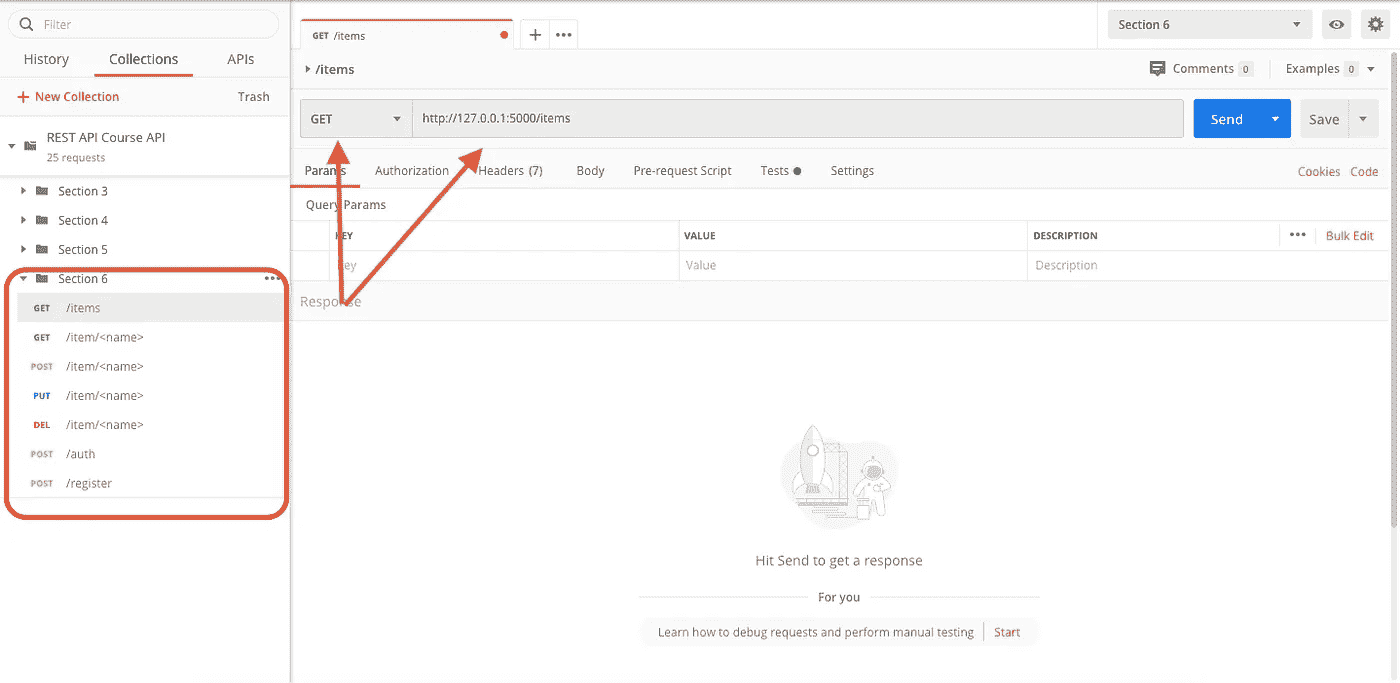 Filter
History Collections APIs
+ New Collection Trash
REST API Course API
25 requests
Section 3
Section 4
Section 5
Section 6
GET /items
GET /item/<name>
POST /item/<name>
PUT /item/<name>
DEL /item/<name>
POST /auth
POST /register
GET /items
Section 6
/items
Comments 0 Examples 0
GET http://127.0.0.1:5000/items Send Save
Params Authorization Headers (7) Body Pre-request Script Tests Settings Cookies Code
Query Params
KEY VALUE DESCRIPTION Bulk Edit
Key Value Description
Response
Hit Send to get a response
For you
Learn how to debug requests and perform manual testing Start